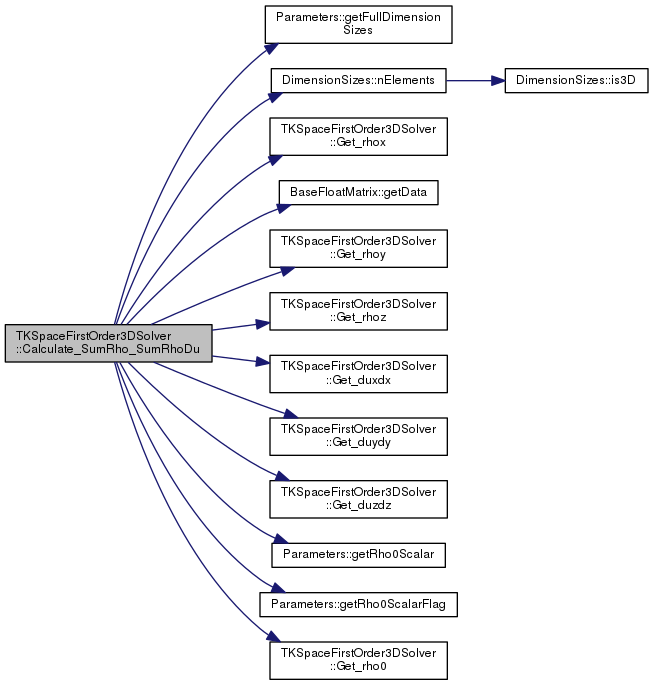 Parameters::getFullDimension
Sizes
DimensionSizes::nElements
DimensionSizes::is3D
TKSpaceFirstOrder3DSolver
::Get_rhox
BaseFloatMatrix::getData
TKSpaceFirstOrder3DSolver
::Get_rhoy
TKSpaceFirstOrder3DSolver
::Get_rhoz
TKSpaceFirstOrder3DSolver
::Calculate_SumRho_SumRhoDu
TKSpaceFirstOrder3DSolver
::Get_duxdx
TKSpaceFirstOrder3DSolver
::Get_duydy
TKSpaceFirstOrder3DSolver
::Get_duzdz
Parameters::getRho0Scalar
Parameters::getRho0ScalarFlag
TKSpaceFirstOrder3DSolver
::Get_rho0